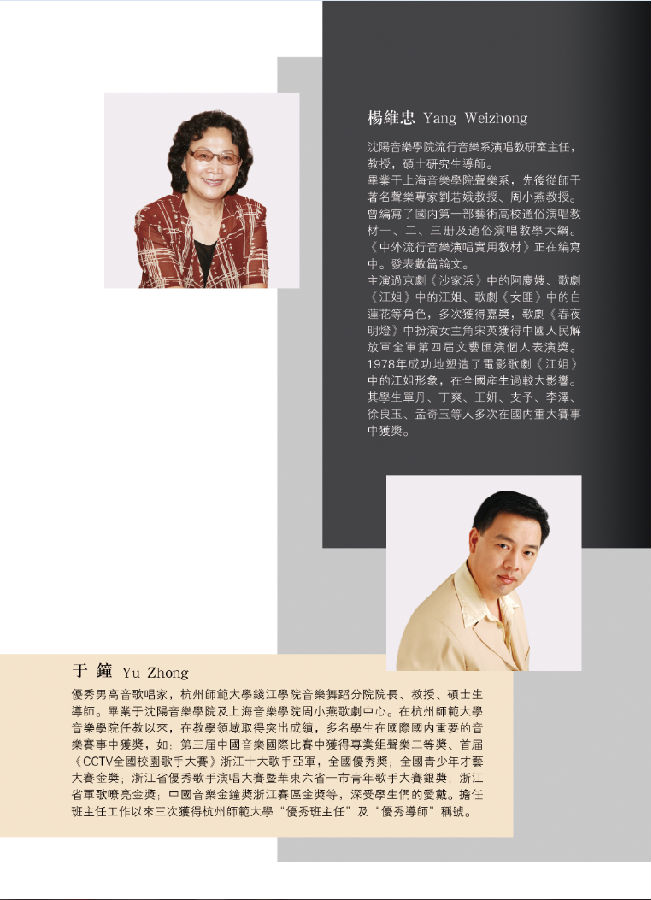 楊維忠 Yang Weizhong
沈陽音樂學院流行音樂系演唱教研室主任，
教授，碩士研究生導師。
畢業于上海音樂學院聲樂系，先後從師于
著名聲樂專家劉若娥教授、周小燕教授。
曾編寫了國内第一部藝術高校通俗演唱教
材一、二、三册及通俗演唱教學大綱。
《中外流行音樂演唱實用教材》正在編寫
中。發表數篇論文。
主演過京劇《沙家浜》中的阿慶嫂、歌劇
《江姐》中的江姐、歌劇《文匪》中的白
蓮花等角色，多次獲得嘉獎，歌劇《春夜
明燈》中扮演女主角宋英獲得中國人民解
放軍全軍第四届文藝匯演個人表演獎。
1978年成功地塑造了電影歌劇《江姐》
中的江姐形象，在全國産生過較大影響。
其學生單丹、丁爽、王妍、支子、李澤、
徐良玉、孟奇玉等人多次在國内重大賽事
中獲獎。
于 鐘 Yu Zhong
優秀男高音歌唱家，杭州師範大學錢江學院音樂舞蹈分院院長、教授、碩士生
導師。畢業于沈陽音樂學院及上海音樂學院周小燕歌劇中心。在杭州師範大學
音樂學院任教以來，在教學領域取得突出成績，多名學生在國際國内重要的音
樂賽事中獲獎，如：第三届中國音樂國際比賽中獲得專業組聲樂二等獎、首届
《CCTV全國校園歌手大賽》浙江十大歌手亞軍，全國優秀獎；全國青少年才藝
大賽金獎；浙江省優秀歌手演唱大賽暨華東六省一市青年歌手大賽銀獎；浙江
省軍歌嘹亮金獎；中國音樂金鐘獎浙江賽區金獎等，深受學生們的愛戴。擔任
班主任工作以來三次獲得杭州師範大學“優秀班主任”及“優秀導師”稱號。